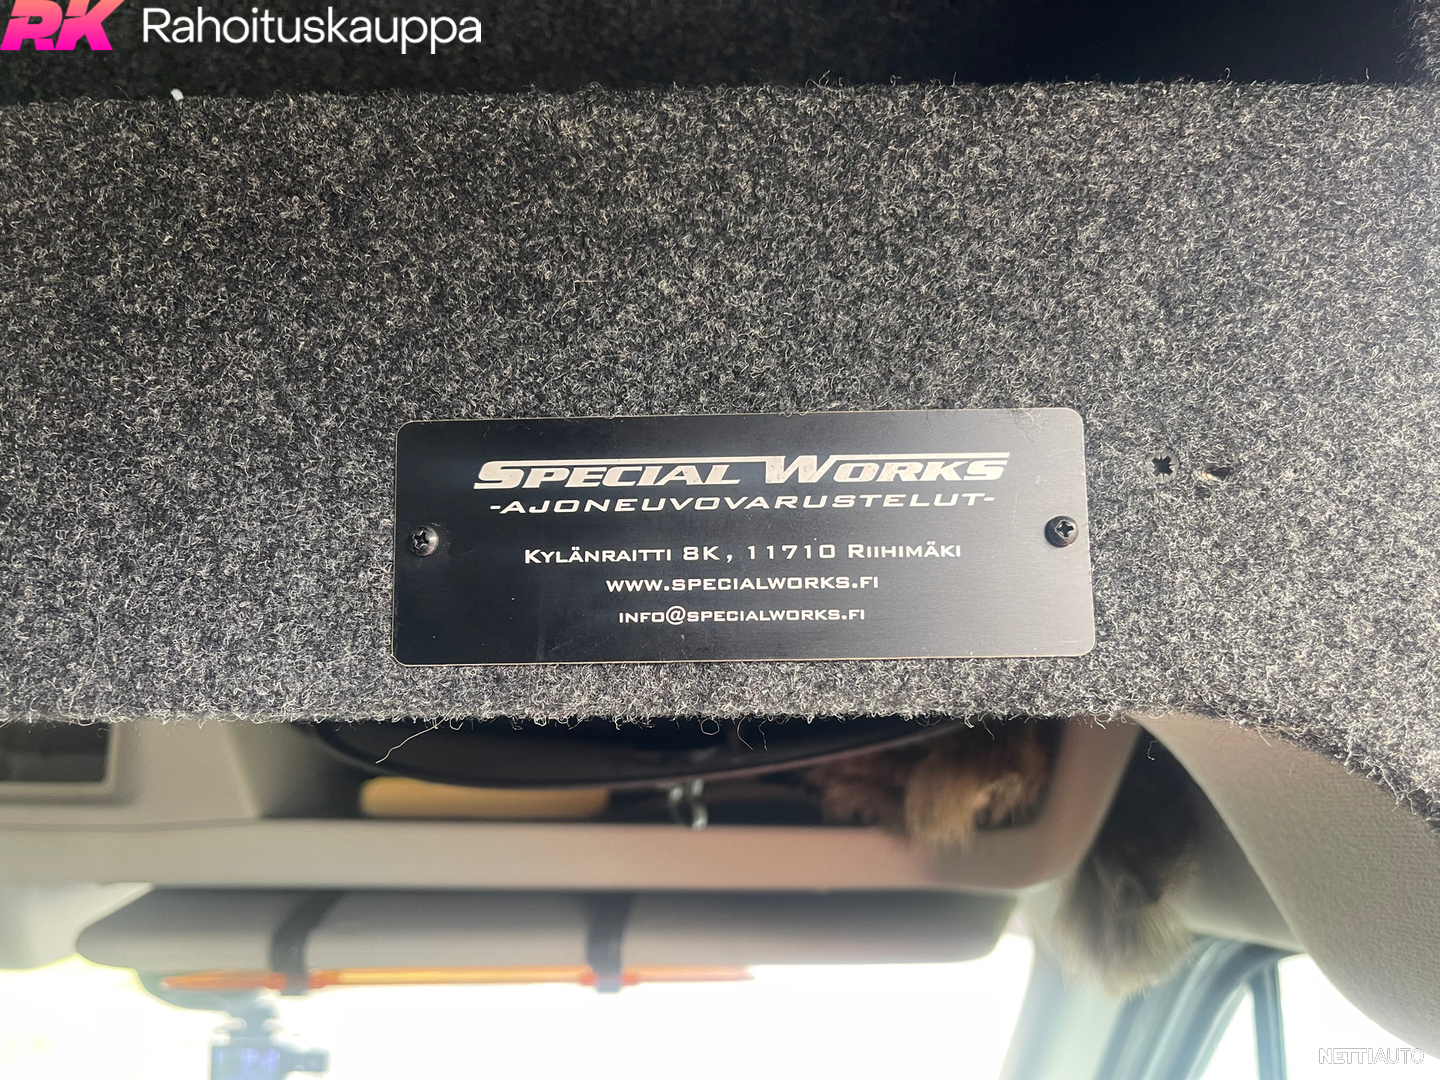 RK Rahoituskauppa
SPECIAL WORKS
-AJONEUVOVARUSTELUT-
KYLÄNRAITTI 8K, 11710 RIIHIMÄKI
WWW.SPECIALWORKS.FI
INFO@SPECIALWORKS.FI
NETTIAUTO